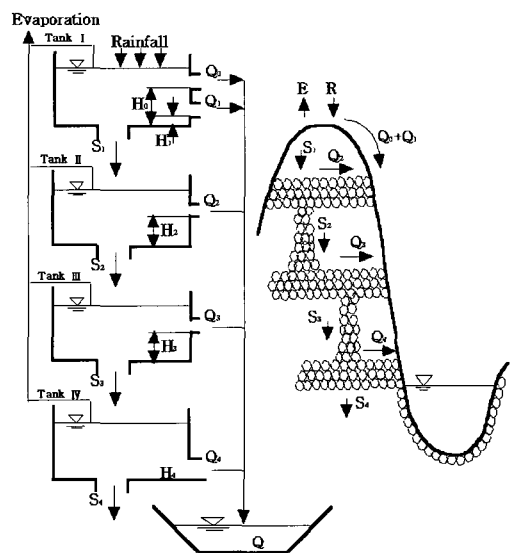 Evaporation
Tank I
Rainfall
Q₀
H₀
Q₁
H₁
S₁
Tank II
Q₂
H₂
S₂
Tank III
Q₃
H₃
S₃
Tank IV
Q₄
H₄
S₄
Q
E R
Q₀+Q₁
S₁
Q₂
S₂
Q₃
S₃
Q₄
S₄